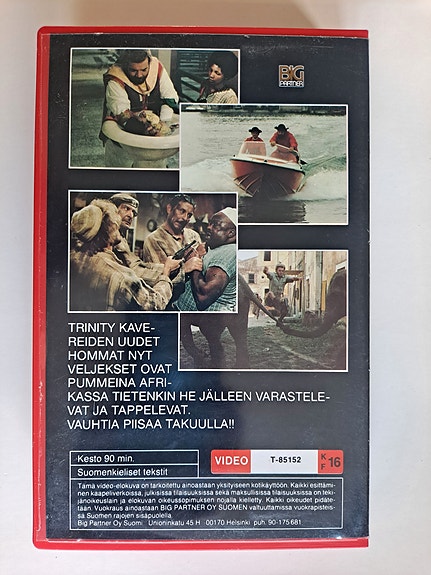 BIG
PARTNER
TRINITY KAVE-
REIDEN UUDET
HOMMAT NYT
VELJEKSET OVAT
PUMMEINA AFRI-
KASSA TIETENKIN HE JÄLLEEN VARASTELE-
VAT JA TAPPELEVAT.
VAUHTIA PIISAA TAKUULLA!!
Kesto 90 min.
Suomenkieliset tekstit
VIDEO T-85152 K F 16
Tämä video-elokuva on tarkoitettu ainoastaan yksityiseen kotikäyttöön. Kaikki esittämi-
nen kaapeliverkoissa, julkisissa tilaisuuksissa sekä maksullisissa tilaisuuksissa on teki-
jänoikeuslain ja elokuvan oikeussopimuksen nojalla kielletty. Kaikki oikeudet pidäte-
tään. Vuokraus ainoastaan BIG PARTNER OY SUOMEN valtuuttamissa vuokrapisteis-
sä Suomen rajojen sisäpuolella.
Big Partner Oy Suomi Unioninkatu 45 H 00170 Helsinki puh. 90-175 681